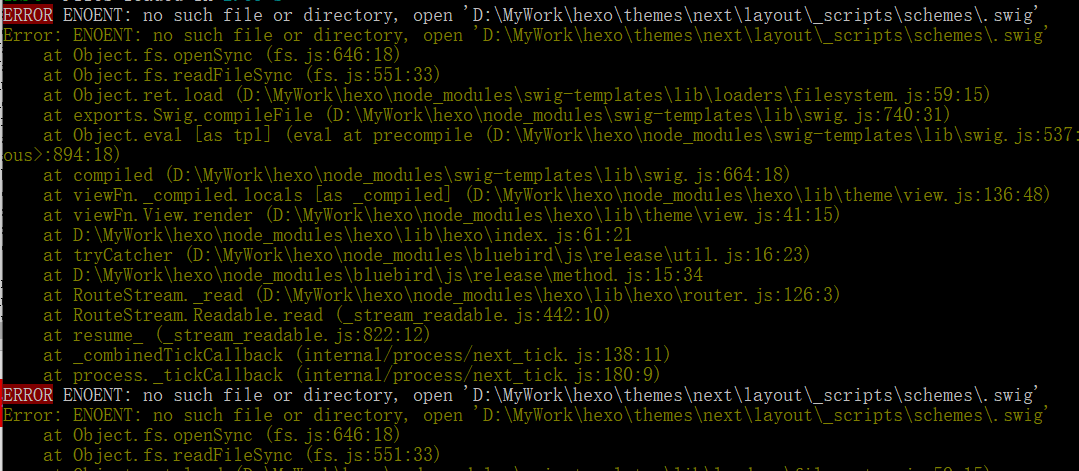 ERROR ENOENT: no such file or directory, open 'D:\MyWork\hexo\themes\next\layout\_scripts\schemes\.swig'
Error: ENOENT: no such file or directory, open 'D:\MyWork\hexo\themes\next\layout\_scripts\schemes\.swig'
    at Object.fs.openSync (fs.js:646:18)
    at Object.fs.readFileSync (fs.js:551:33)
    at Object.ret.load (D:\MyWork\hexo\node_modules\swig-templates\lib\loaders\filesystem.js:59:15)
    at exports.Swig.compileFile (D:\MyWork\hexo\node_modules\swig-templates\lib\swig.js:740:31)
    at Object.eval [as tpl] (eval at precompile (D:\MyWork\hexo\node_modules\swig-templates\lib\swig.js:537:
ous>:894:18)
    at compiled (D:\MyWork\hexo\node_modules\swig-templates\lib\swig.js:664:18)
    at viewFn._compiled.locals [as _compiled] (D:\MyWork\hexo\node_modules\hexo\lib\theme\view.js:136:48)
    at viewFn.View.render (D:\MyWork\hexo\node_modules\hexo\lib\theme\view.js:41:15)
    at D:\MyWork\hexo\node_modules\hexo\lib\hexo\index.js:61:21
    at tryCatcher (D:\MyWork\hexo\node_modules\bluebird\js\release\util.js:16:23)
    at D:\MyWork\hexo\node_modules\bluebird\js\release\method.js:15:34
    at RouteStream._read (D:\MyWork\hexo\node_modules\hexo\lib\hexo\router.js:126:3)
    at RouteStream.Readable.read (_stream_readable.js:442:10)
    at resume_ (_stream_readable.js:822:12)
    at _combinedTickCallback (internal/process/next_tick.js:138:11)
    at process._tickCallback (internal/process/next_tick.js:180:9)
ERROR ENOENT: no such file or directory, open 'D:\MyWork\hexo\themes\next\layout\_scripts\schemes\.swig'
Error: ENOENT: no such file or directory, open 'D:\MyWork\hexo\themes\next\layout\_scripts\schemes\.swig'
    at Object.fs.openSync (fs.js:646:18)
    at Object.fs.readFileSync (fs.js:551:33)